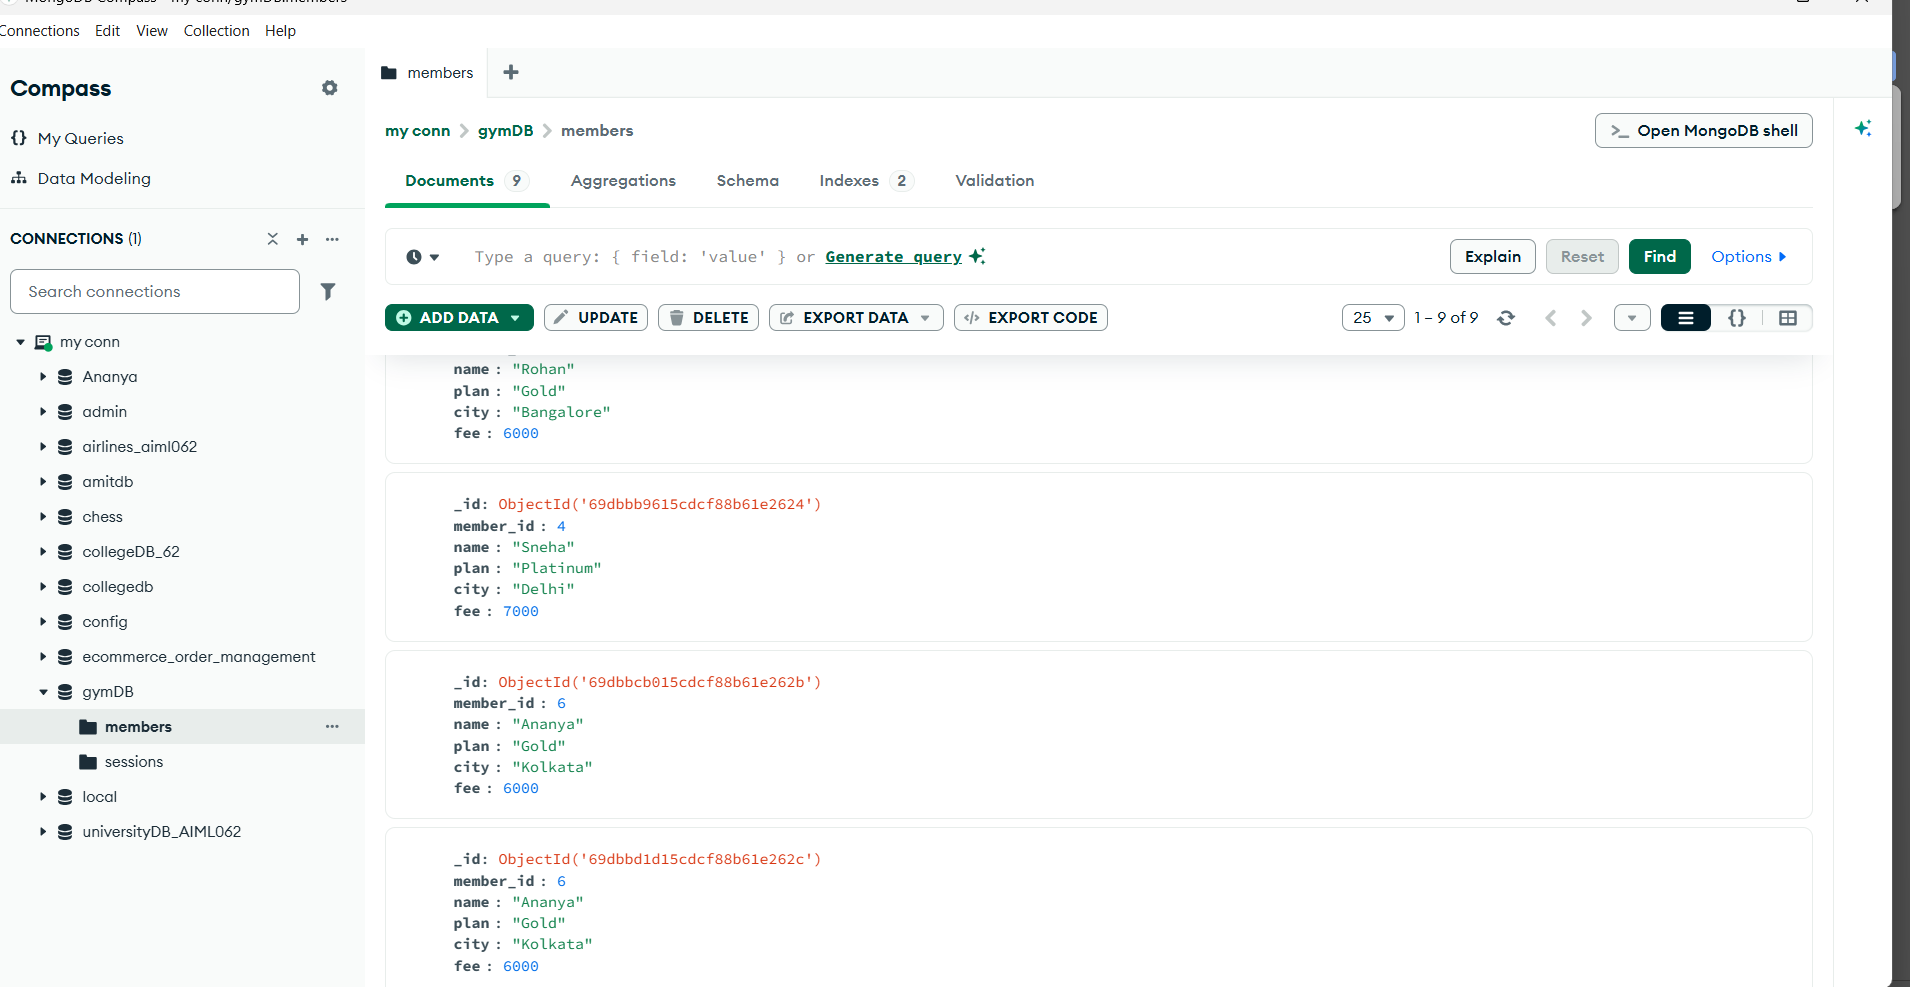 MongoDB Compass - my conn/gymDB.members
Connections Edit View Collection Help
Compass
{} My Queries
Data Modeling
CONNECTIONS (1)
Search connections
my conn
Ananya
admin
airlines_aiml062
amitdb
chess
collegeDB_62
collegedb
config
ecommerce_order_management
gymDB
members
sessions
local
universityDB_AIML062
members
my conn > gymDB > members
>_ Open MongoDB shell
Documents 9 Aggregations Schema Indexes 2 Validation
Type a query: { field: 'value' } or Generate query
Explain Reset Find Options
ADD DATA UPDATE DELETE EXPORT DATA EXPORT CODE
25 1 – 9 of 9 {}
name : "Rohan"
plan : "Gold"
city : "Bangalore"
fee : 6000
_id: ObjectId('69dbbb9615cdcf88b61e2624')
member_id : 4
name : "Sneha"
plan : "Platinum"
city : "Delhi"
fee : 7000
_id: ObjectId('69dbbcb015cdcf88b61e262b')
member_id : 6
name : "Ananya"
plan : "Gold"
city : "Kolkata"
fee : 6000
_id: ObjectId('69dbbd1d15cdcf88b61e262c')
member_id : 6
name : "Ananya"
plan : "Gold"
city : "Kolkata"
fee : 6000